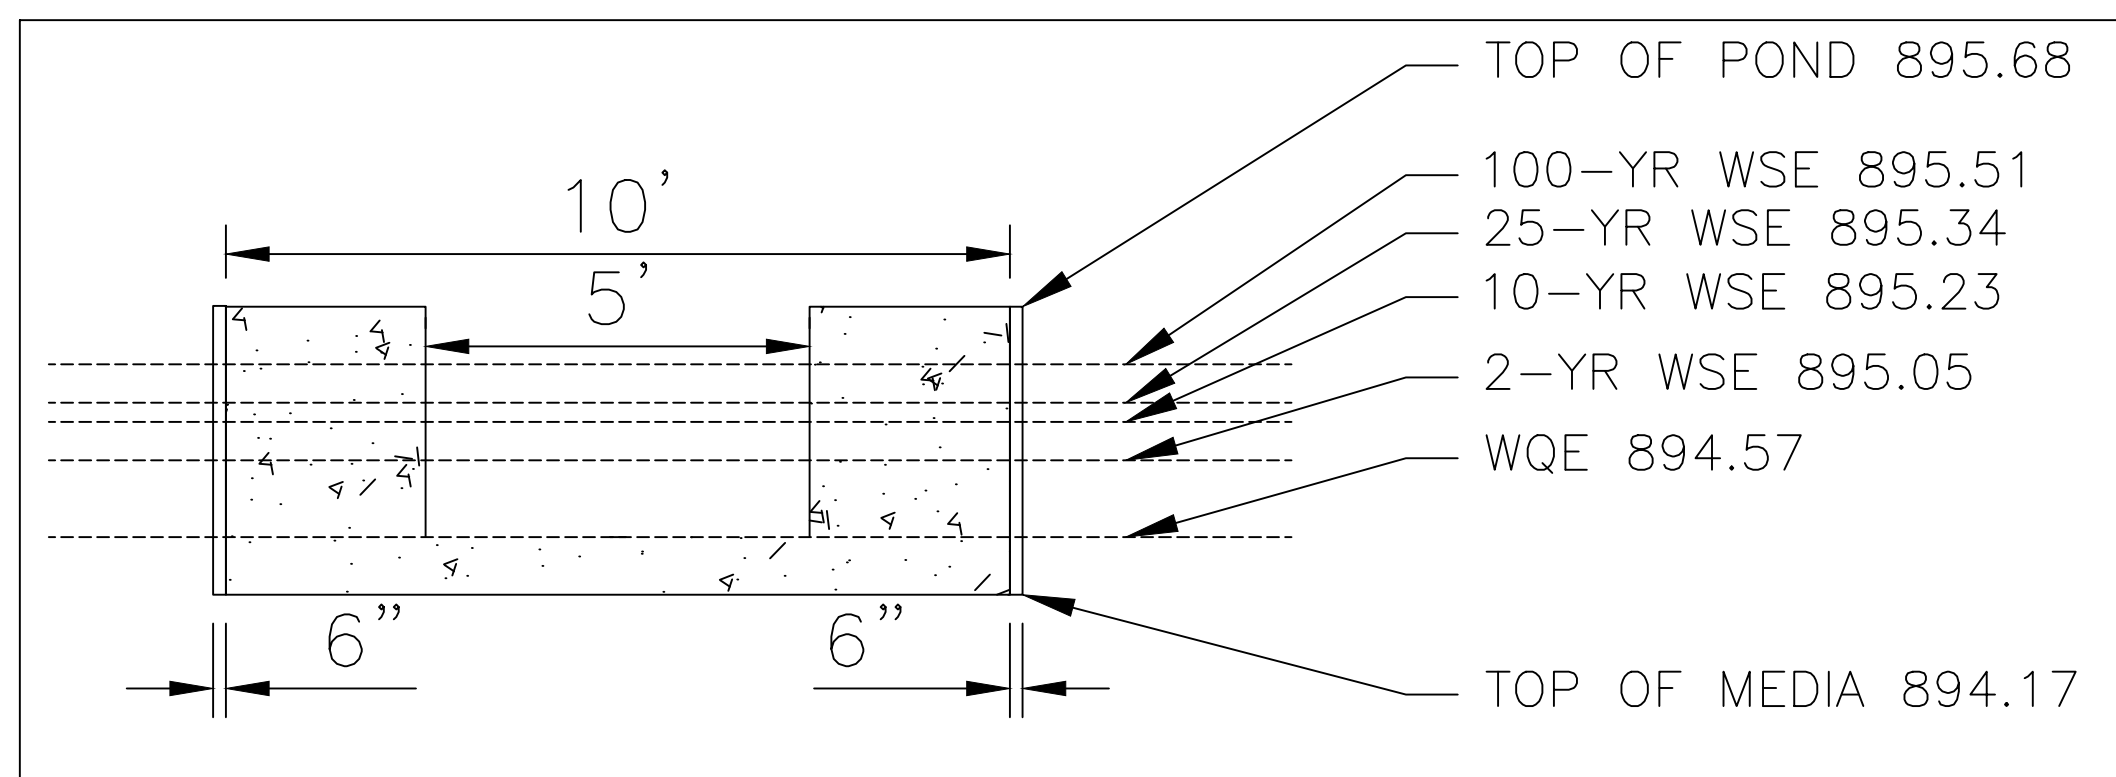 TOP OF POND 895.68
100-YR WSE 895.51
10'
25-YR WSE 895.34
5'
10-YR WSE 895.23
2-YR WSE 895.05
WQE 894.57
6"
6"
TOP OF MEDIA 894.17